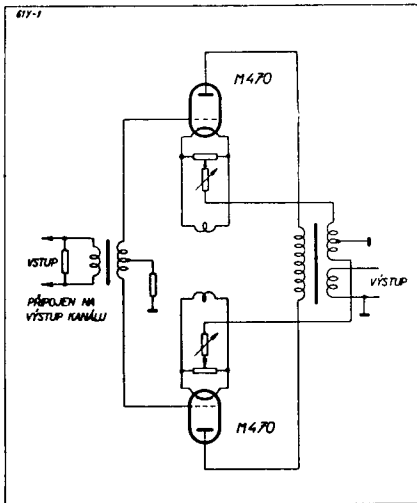 61Y-1
M470
VSTUP
PŘIPOJEN NA
VÝSTUP KANÁLU
VÝSTUP
M470